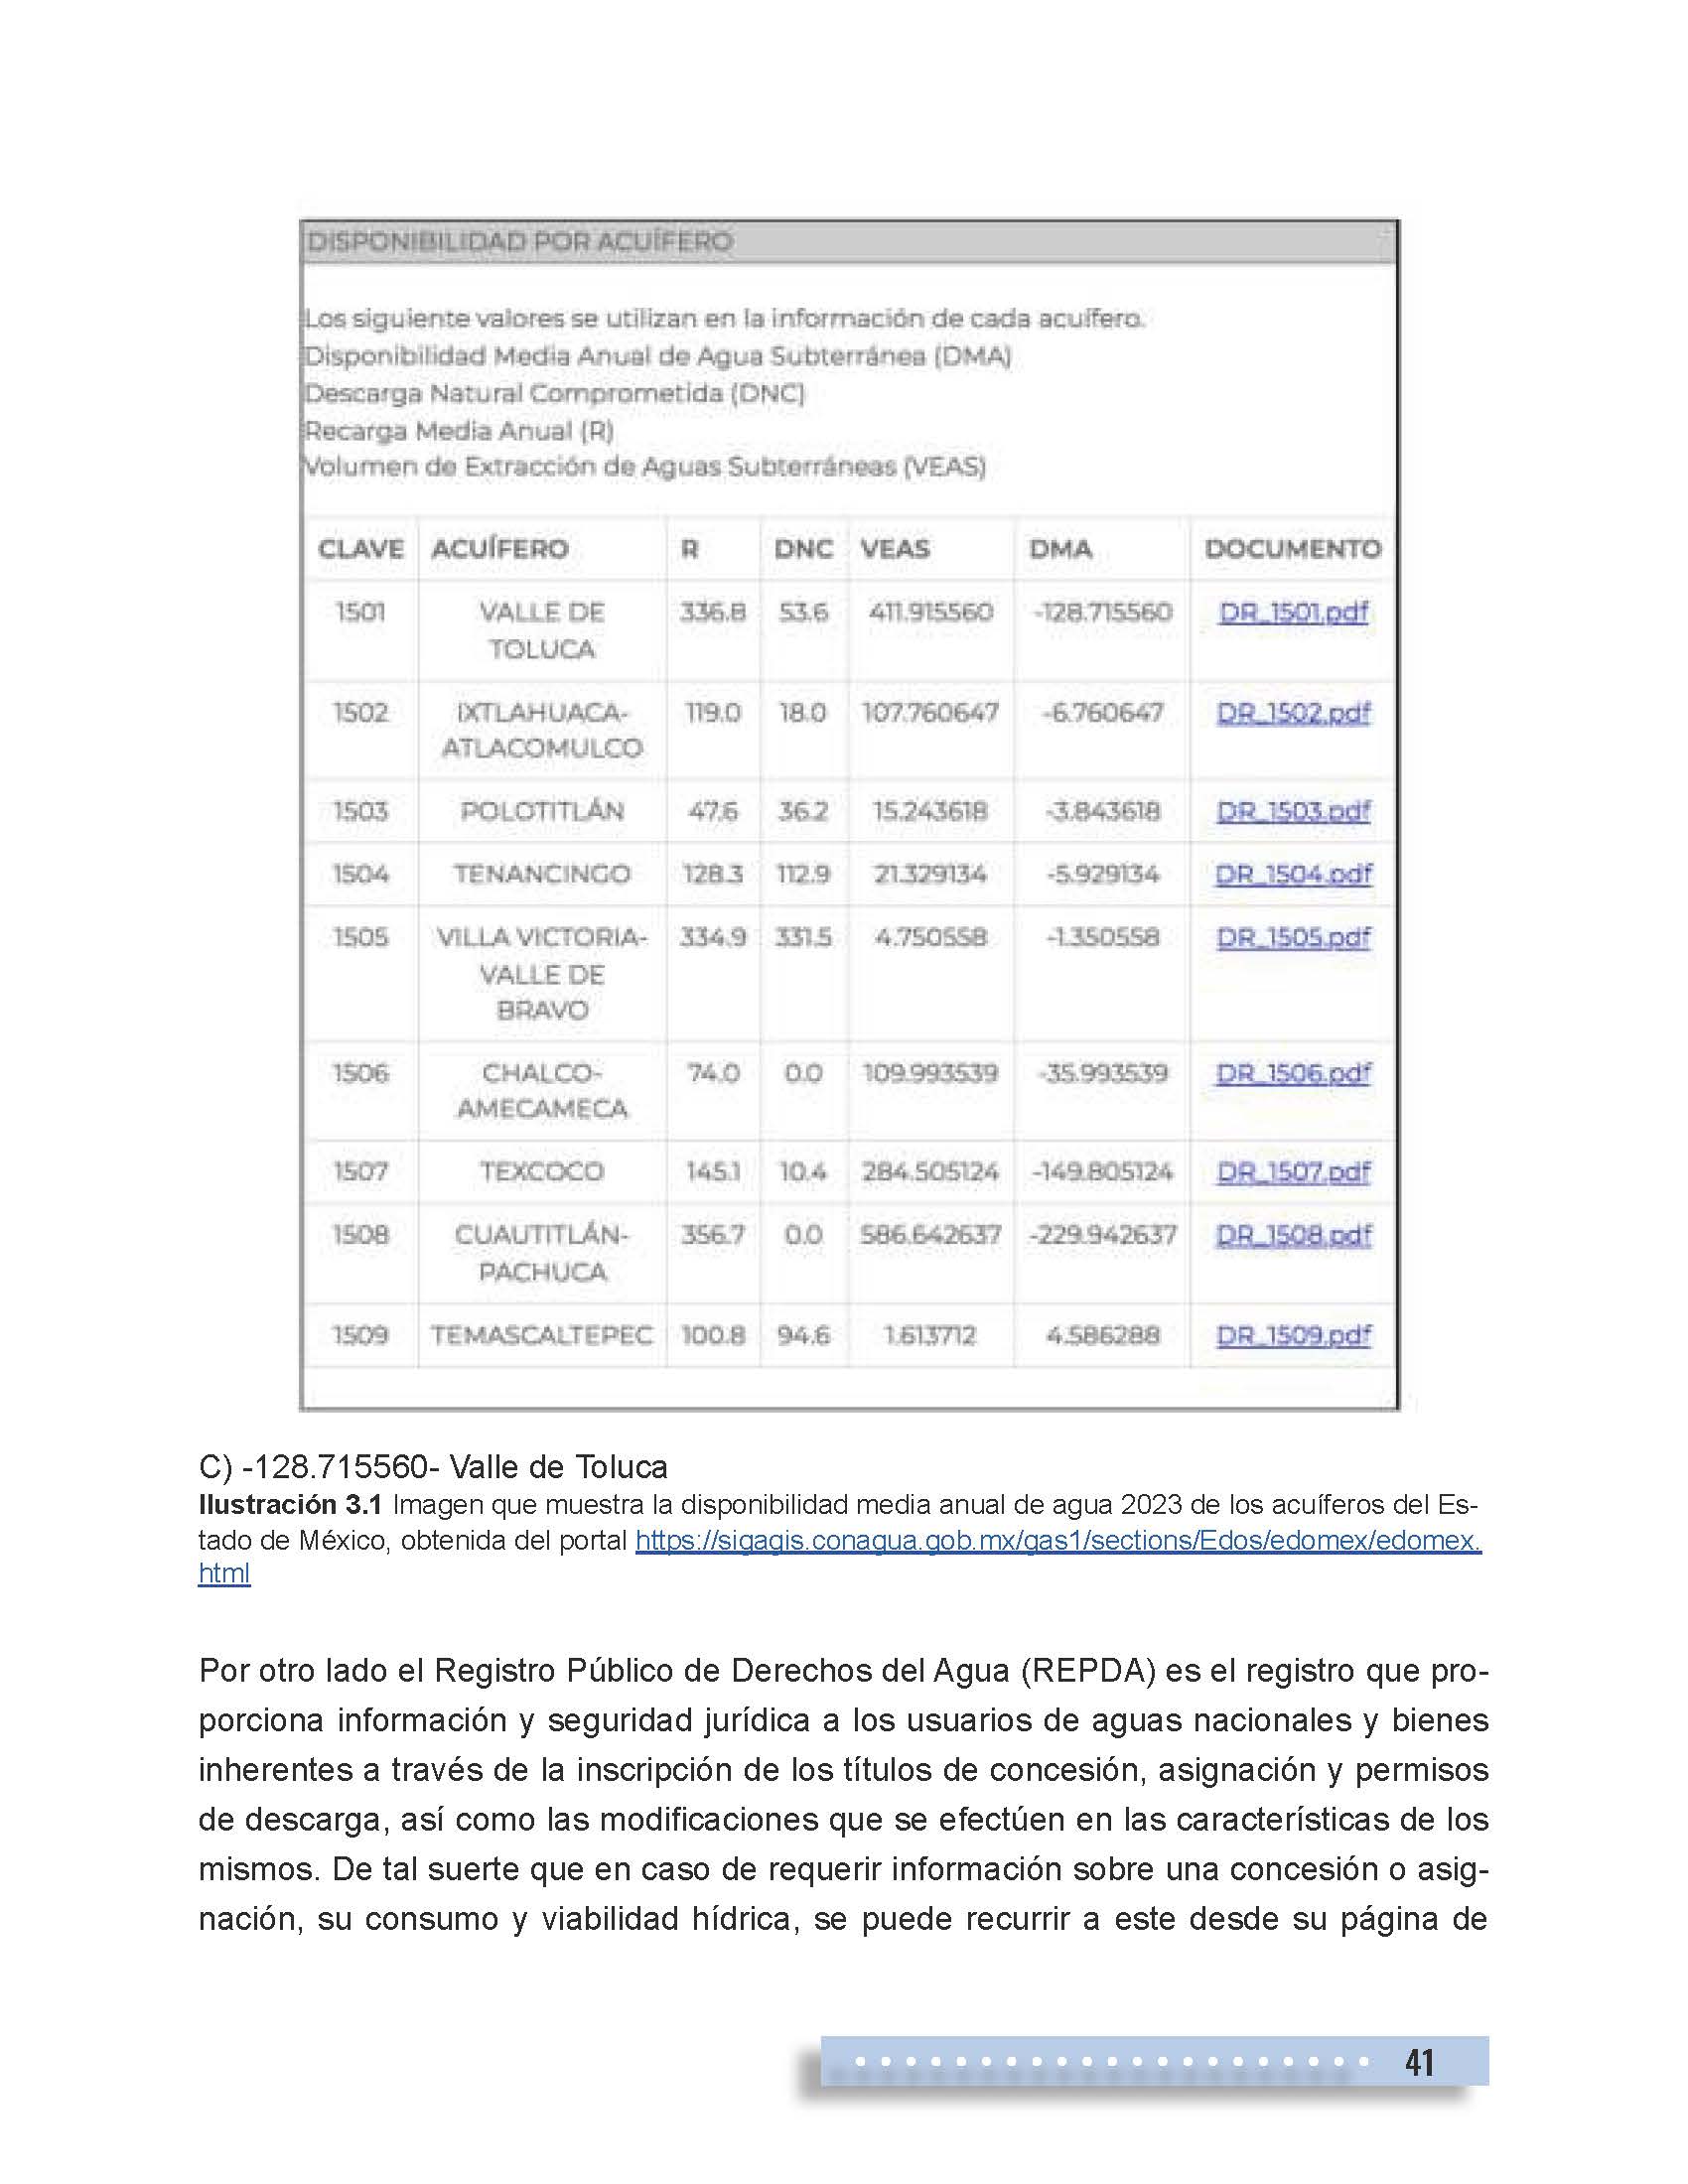 DISPONIBILIDAD POR ACUÍFERO
Los siguiente valores se utilizan en la información de cada acuífero.
Disponibilidad Media Anual de Agua Subterránea (DMA)
Descarga Natural Comprometida (DNC)
Recarga Media Anual (R)
Volumen de Extracción de Aguas Subterráneas (VEAS)
CLAVE ACUÍFERO R DNC VEAS DMA DOCUMENTO
1501 VALLE DE 336.8 53.6 411.915560 -128.715560 DR_1501.pdf
TOLUCA
1502 IXTLAHUACA- 119.0 18.0 107.760647 -6.760647 DR_1502.pdf
ATLACOMULCO
1503 POLOTITLÁN 47.6 36.2 15.243618 -3.843618 DR_1503.pdf
1504 TENANCINGO 128.3 112.9 21.329134 -5.929134 DR_1504.pdf
1505 VILLA VICTORIA- 334.9 331.5 4.750558 -1.350558 DR_1505.pdf
VALLE DE
BRAVO
1506 CHALCO- 74.0 0.0 109.993539 -35.993539 DR_1506.pdf
AMECAMECA
1507 TEXCOCO 145.1 10.4 284.505124 -149.805124 DR_1507.pdf
1508 CUAUTITLÁN- 356.7 0.0 586.642637 -229.942637 DR_1508.pdf
PACHUCA
1509 TEMASCALTEPEC 100.8 94.6 1.613712 4.586288 DR_1509.pdf
C) -128.715560- Valle de Toluca
Ilustración 3.1 Imagen que muestra la disponibilidad media anual de agua 2023 de los acuíferos del Es-
tado de México, obtenida del portal https://sigagis.conagua.gob.mx/gas1/sections/Edos/edomex/edomex.
html
Por otro lado el Registro Público de Derechos del Agua (REPDA) es el registro que pro-
porciona información y seguridad jurídica a los usuarios de aguas nacionales y bienes
inherentes a través de la inscripción de los títulos de concesión, asignación y permisos
de descarga, así como las modificaciones que se efectúen en las características de los
mismos. De tal suerte que en caso de requerir información sobre una concesión o asig-
nación, su consumo y viabilidad hídrica, se puede recurrir a este desde su página de
41